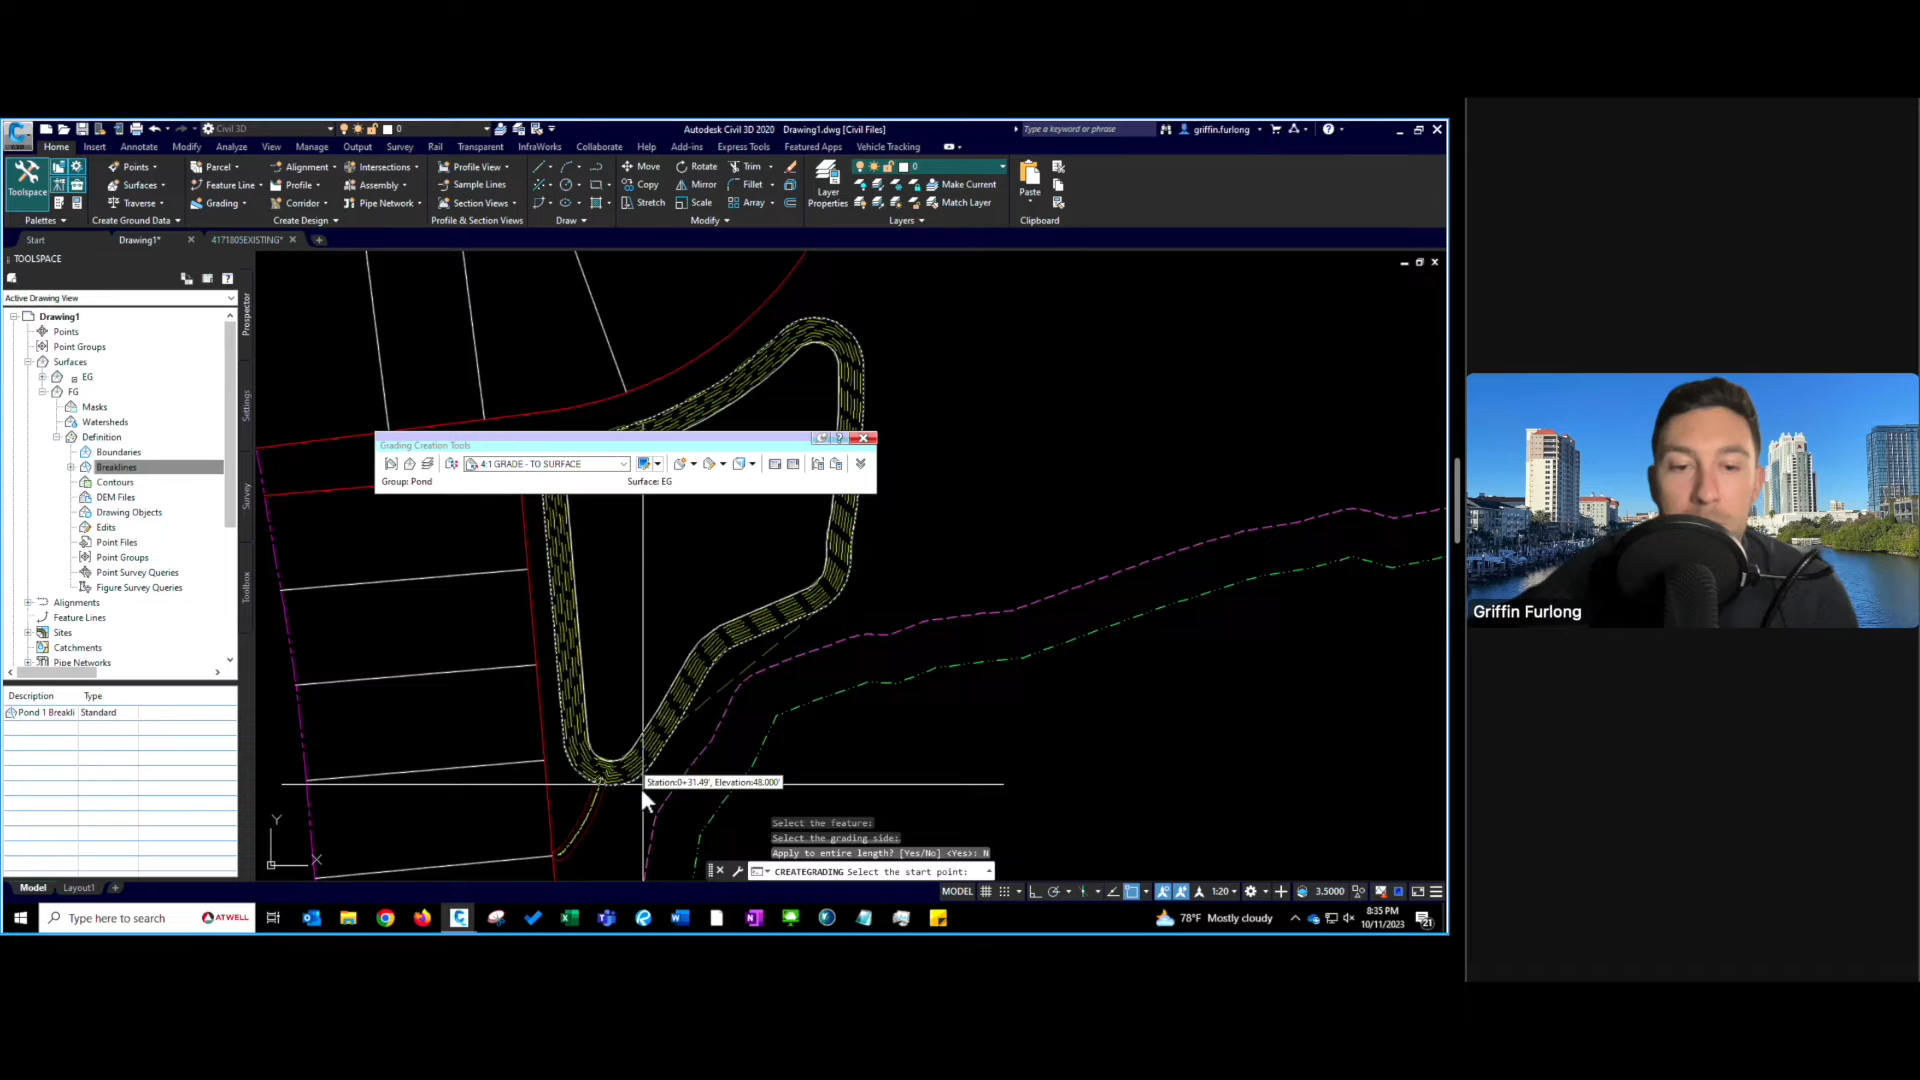 Civil 3D
0
Autodesk Civil 3D 2020 Drawing1.dwg [Civil Files]
Type a keyword or phrase
griffin.furlong
Home Insert Annotate Modify Analyze View Manage Output Survey Rail Transparent InfraWorks Collaborate Help Add-ins Express Tools Featured Apps Vehicle Tracking
Points Parcel Alignment Intersections Profile View Move Rotate Trim 0
Toolspace Surfaces Feature Line Profile Assembly Sample Lines Copy Mirror Fillet Layer Properties Make Current Paste
Traverse Grading Corridor Pipe Network Section Views Stretch Scale Array Match Layer
Palettes Create Ground Data Create Design Profile & Section Views Draw Modify Layers Clipboard
Start Drawing1* 4171805EXISTING*
TOOLSPACE
Active Drawing View
Drawing1
Points
Point Groups
Surfaces
EG
FG
Masks
Watersheds
Definition
Boundaries
Breaklines
Contours
DEM Files
Drawing Objects
Edits
Point Files
Point Groups
Point Survey Queries
Figure Survey Queries
Alignments
Feature Lines
Sites
Catchments
Pipe Networks
Prospector
Settings
Survey
Toolbox
Description Type
Pond 1 Breakli Standard
Grading Creation Tools
4:1 GRADE - TO SURFACE
Group: Pond Surface: EG
Station:0+31.49', Elevation:48.000'
Y
X
Select the feature:
Select the grading side:
Apply to entire length? [Yes/No] <Yes>: N
CREATEGRADING Select the start point:
Model Layout1
MODEL 1:20 3.5000
Type here to search
ATWELL
78°F Mostly cloudy
8:35 PM
10/11/2023
21
Griffin Furlong